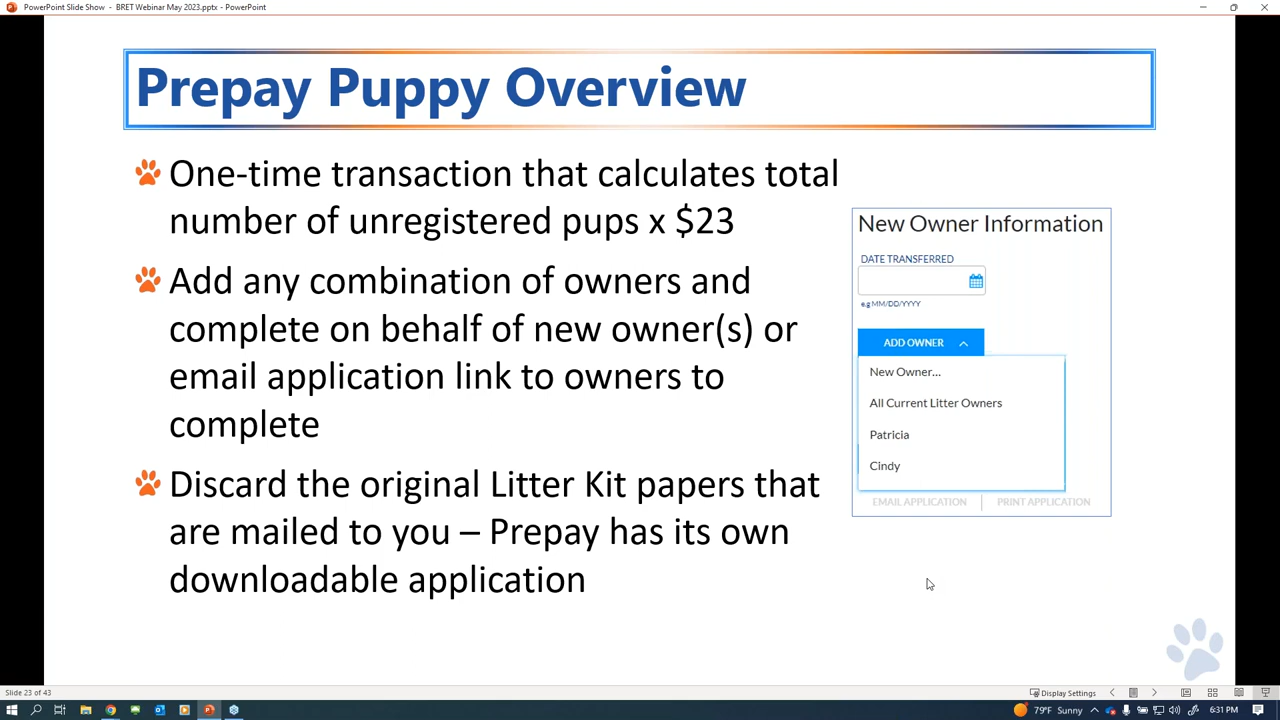 PowerPoint Slide Show - BRET Webinar May 2023.pptx - PowerPoint
Prepay Puppy Overview
One-time transaction that calculates total
number of unregistered pups x $23
Add any combination of owners and
complete on behalf of new owner(s) or
email application link to owners to
complete
Discard the original Litter Kit papers that
are mailed to you – Prepay has its own
downloadable application
New Owner Information
DATE TRANSFERRED
e.g MM/DD/YYYY
ADD OWNER
New Owner...
All Current Litter Owners
Patricia
Cindy
EMAIL APPLICATION | PRINT APPLICATION
Slide 23 of 43
Display Settings
79°F Sunny
6:31 PM